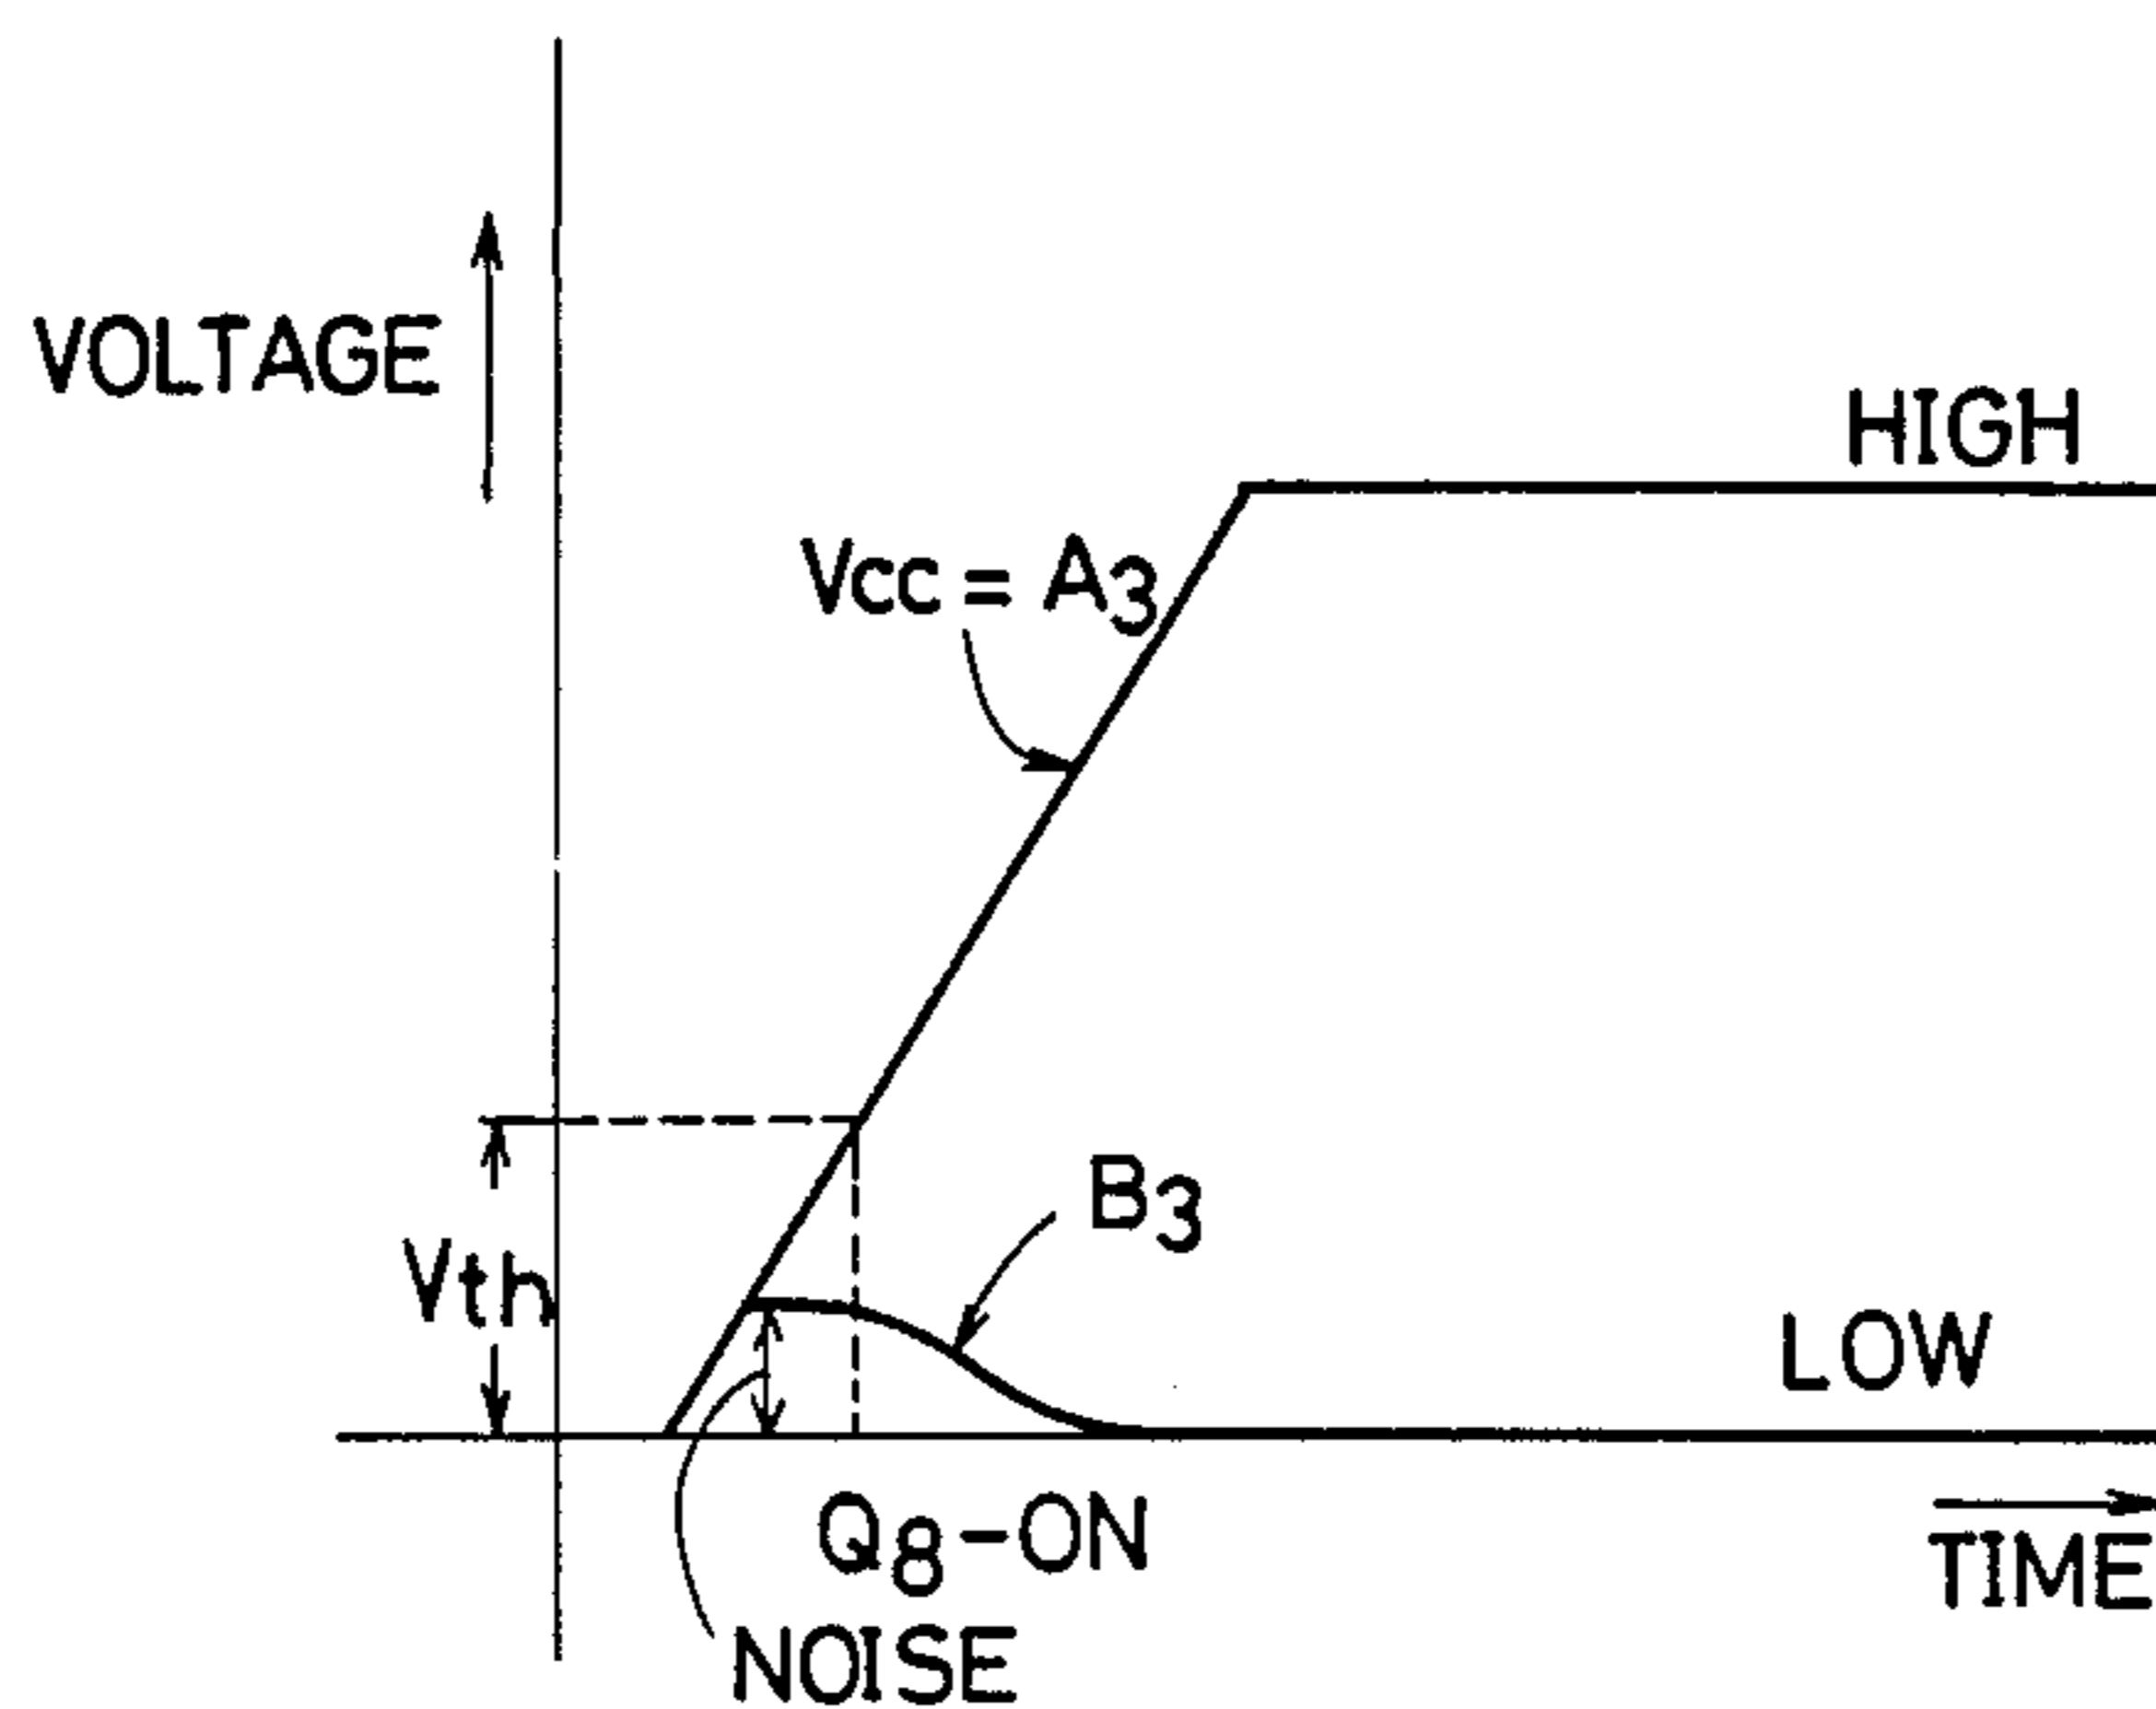 VOLTAGE
HIGH
Vcc = A3
B3
Vth
LOW
Q8-ON
TIME
NOISE